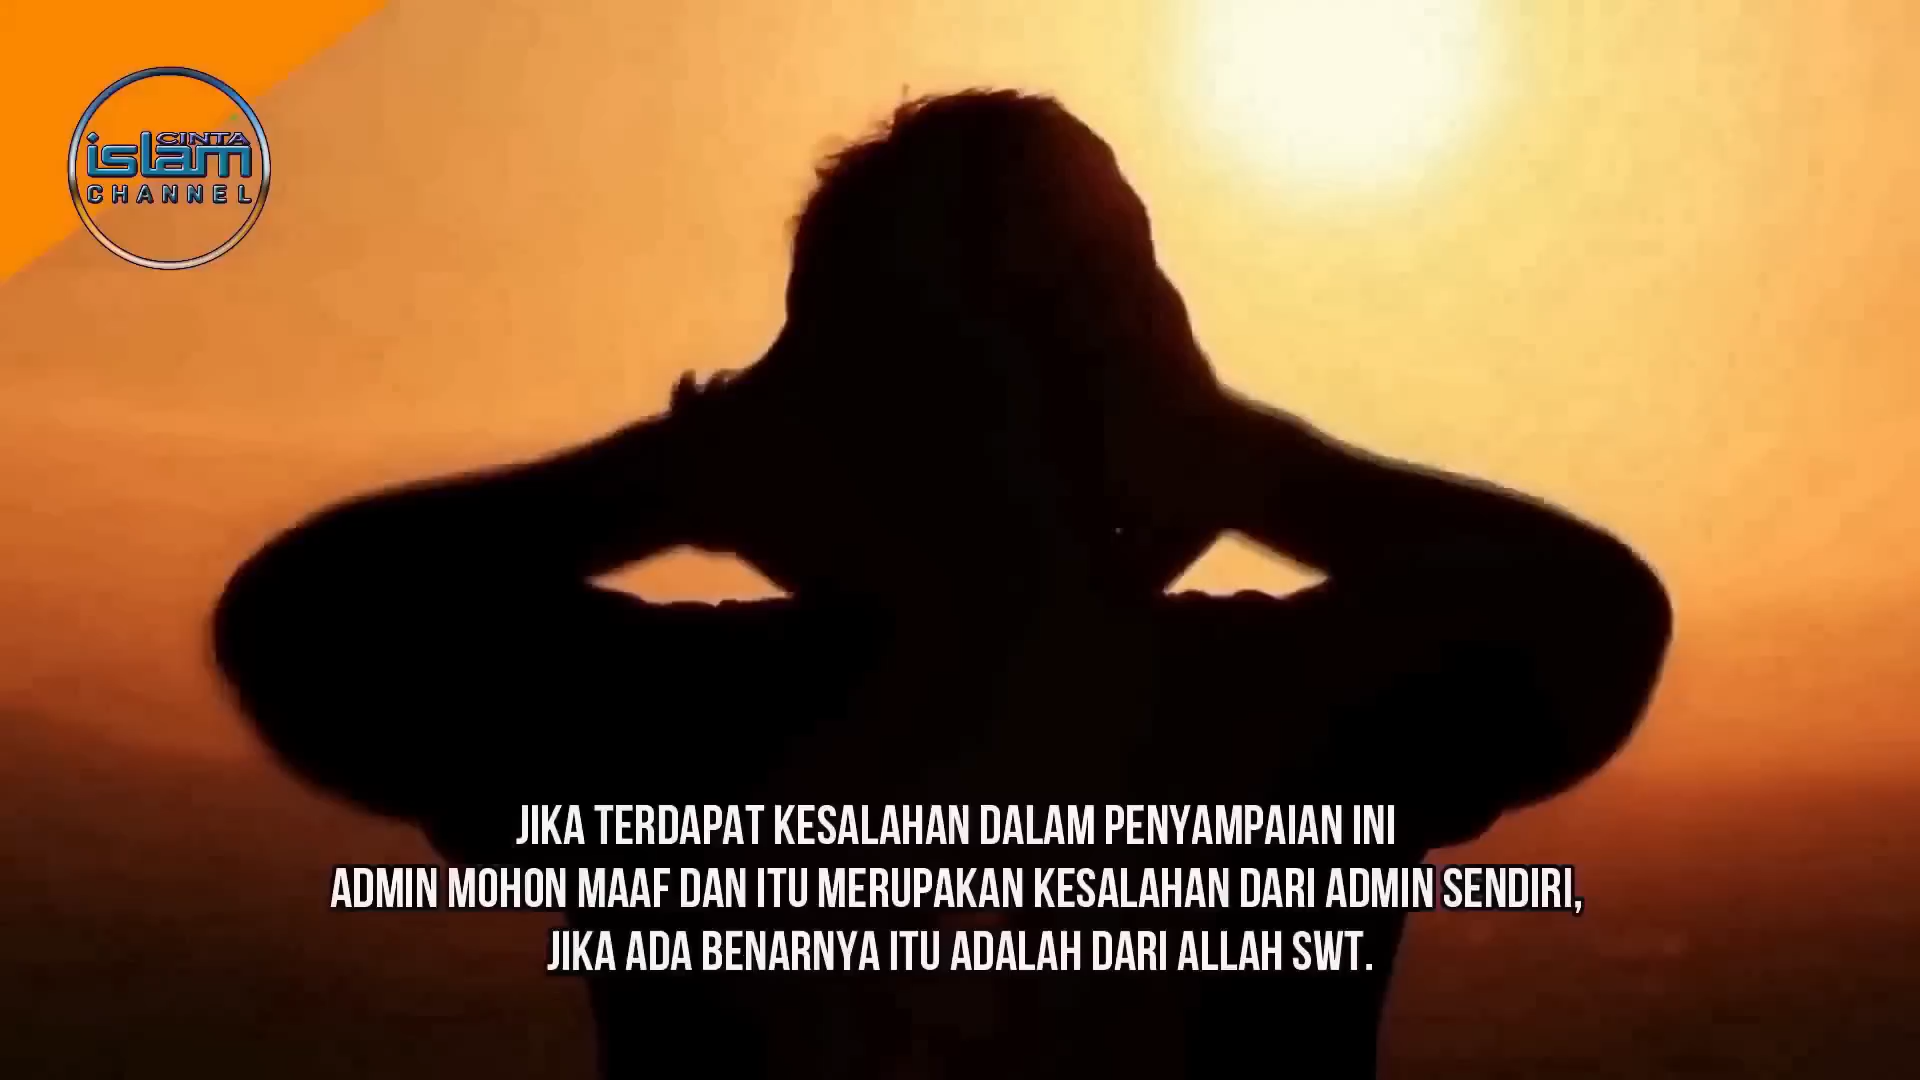 CINTA
islam
CHANNEL
JIKA TERDAPAT KESALAHAN DALAM PENYAMPAIAN INI
ADMIN MOHON MAAF DAN ITU MERUPAKAN KESALAHAN DARI ADMIN SENDIRI,
JIKA ADA BENARNYA ITU ADALAH DARI ALLAH SWT.